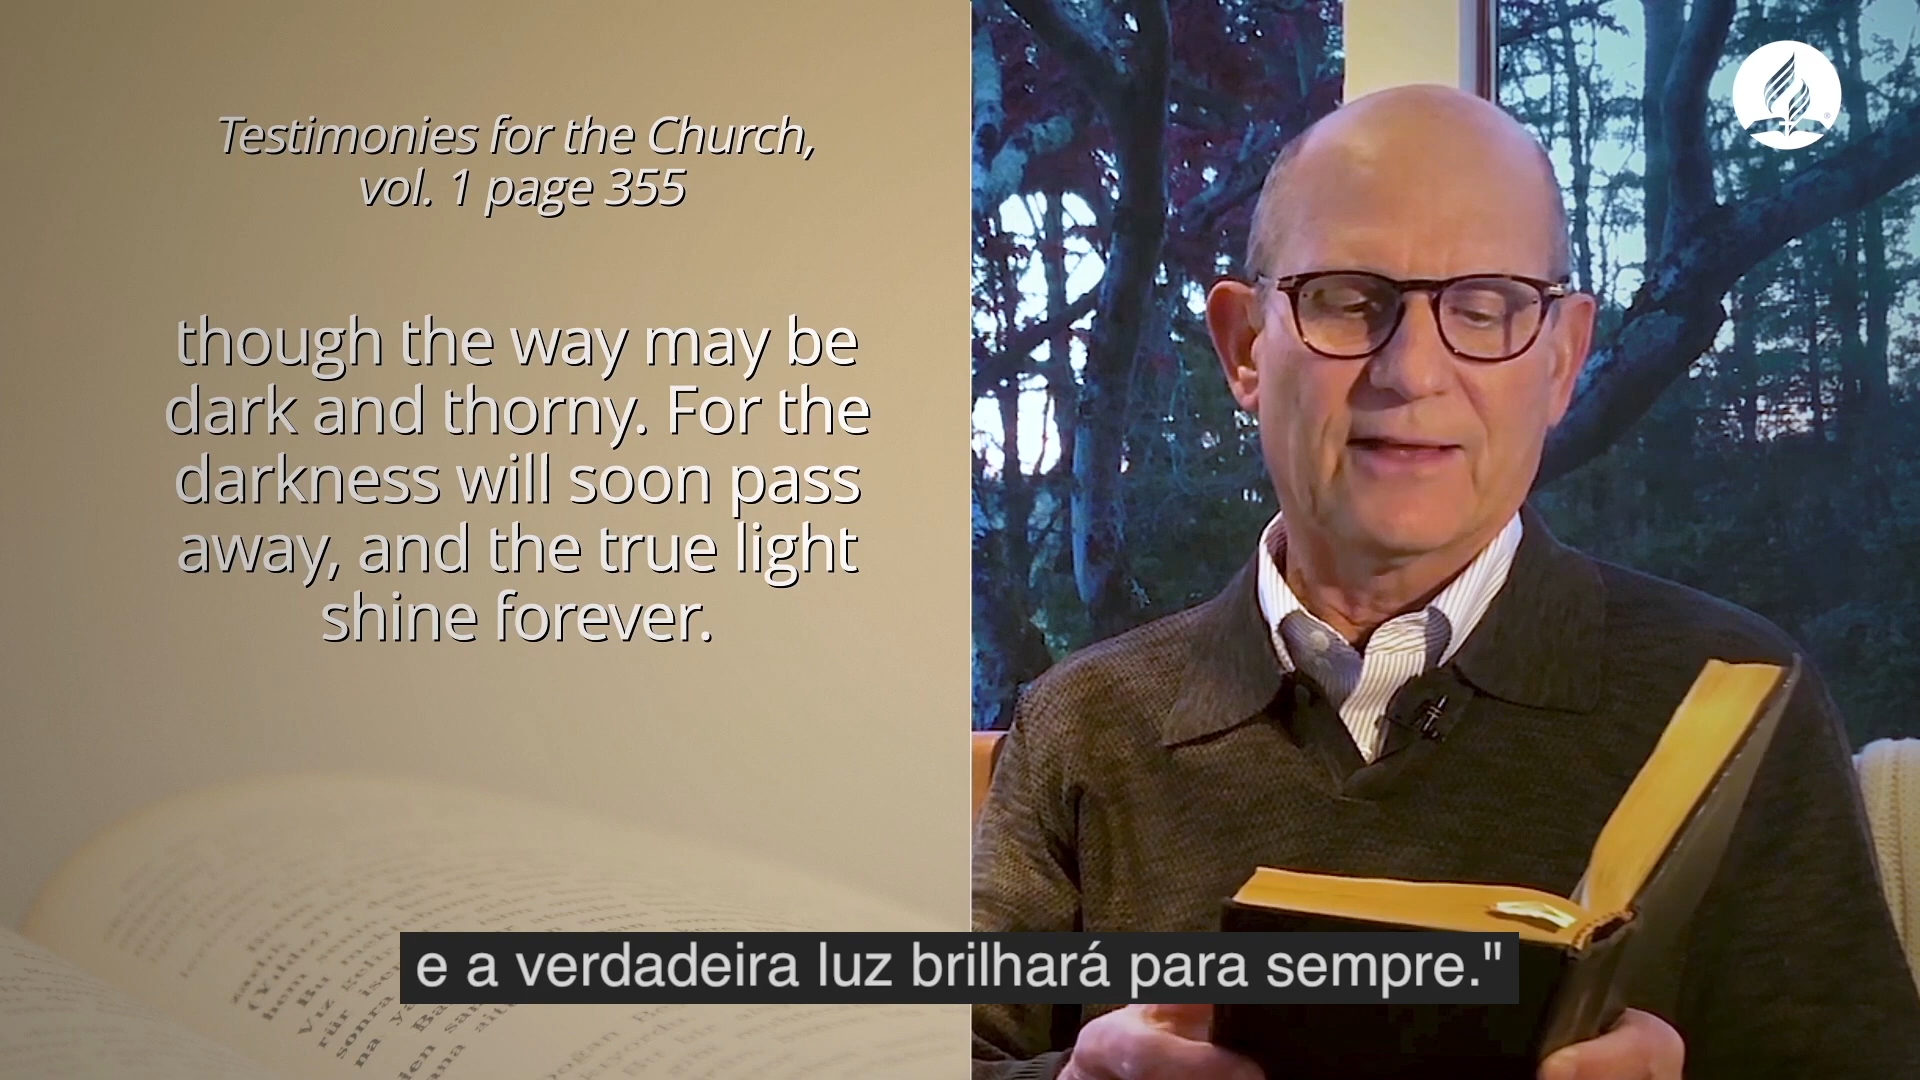 Testimonies for the Church,
vol. 1 page 355
though the way may be
dark and thorny. For the
darkness will soon pass
away, and the true light
shine forever.
e a verdadeira luz brilhará para sempre."